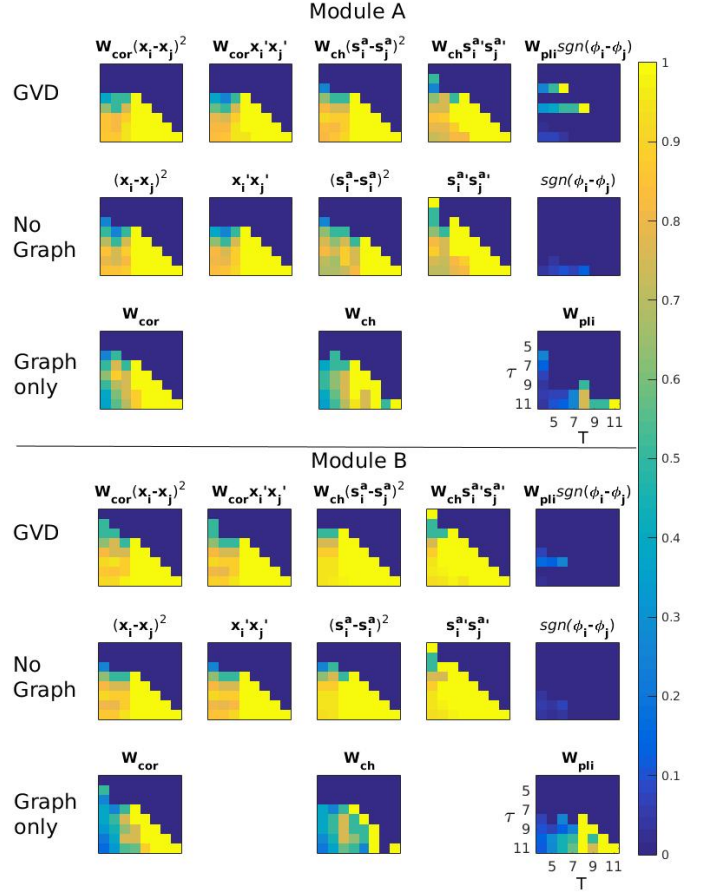 Module A
W_cor(x_i-x_j)^2 W_cor x_i'x_j' W_ch(s_i^a-s_j^a)^2 W_ch s_i^a's_j^a' W_pli sgn(ϕ_i-ϕ_j)
GVD
(x_i-x_j)^2 x_i'x_j' (s_i^a-s_i^a)^2 s_i^a's_j^a' sgn(ϕ_i-ϕ_j)
No
Graph
W_cor W_ch W_pli
Graph
only
5
7
9
11
τ
5 7 9 11
T
Module B
W_cor(x_i-x_j)^2 W_cor x_i'x_j' W_ch(s_i^a-s_j^a)^2 W_ch s_i^a's_j^a' W_pli sgn(ϕ_i-ϕ_j)
GVD
(x_i-x_j)^2 x_i'x_j' (s_i^a-s_i^a)^2 s_i^a's_j^a' sgn(ϕ_i-ϕ_j)
No
Graph
W_cor W_ch W_pli
Graph
only
5
7
9
11
τ
5 7 9 11
T
1
0.9
0.8
0.7
0.6
0.5
0.4
0.3
0.2
0.1
0